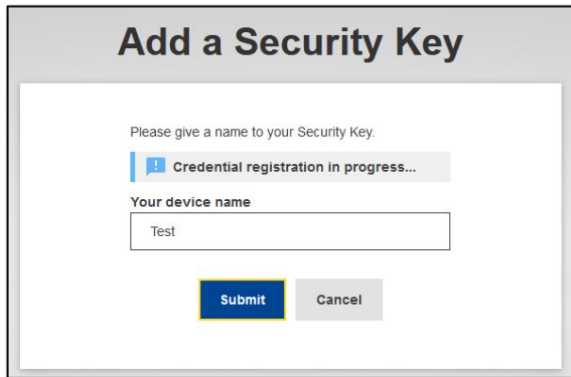 Add a Security Key
Please give a name to your Security Key.
Credential registration in progress...
Your device name
Test
Submit
Cancel